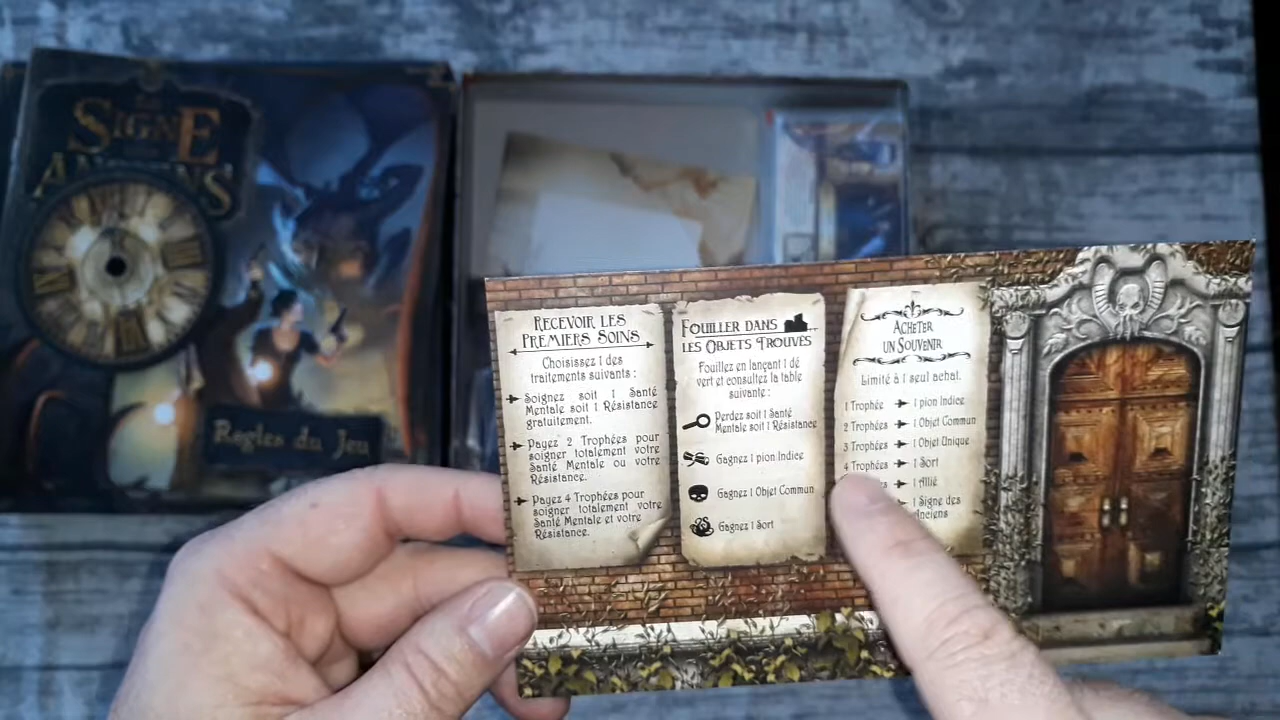 SIGNE
ANCIENS
Règles du Jeu
RECEVOIR LES
PREMIERS SOINS
Choisissez 1 des
traitements suivants :
Soignez soit 1 Santé
Mentale soit 1 Résistance
gratuitement.
Payez 2 Trophées pour
soigner totalement votre
Santé Mentale ou votre
Résistance.
Payez 4 Trophées pour
soigner totalement votre
Santé Mentale et votre
Résistance.
FOUILLER DANS
LES OBJETS TROUVÉS
Fouillez en lançant 1 dé
vert et consultez la table
suivante :
Perdez soit 1 Santé
Mentale soit 1 Résistance
Gagnez 1 pion Indice
Gagnez 1 Objet Commun
Gagnez 1 Sort
ACHETER
UN SOUVENIR
Limité à 1 seul achat.
1 Trophée 1 pion Indice
2 Trophées 1 Objet Commun
3 Trophées 1 Objet Unique
4 Trophées 1 Sort
1 Allié
1 Signe des
Anciens